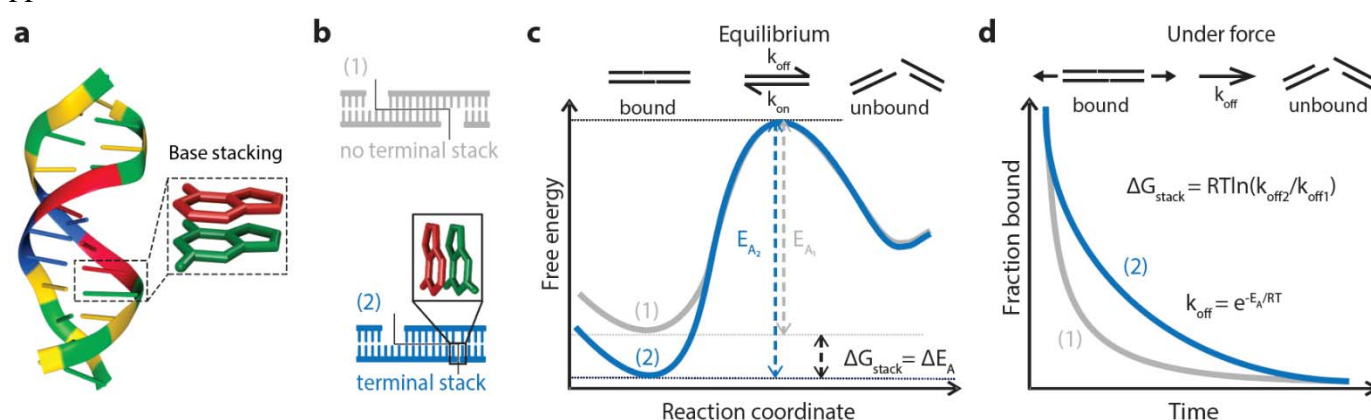 a
Base stacking
b
(1)
no terminal stack
(2)
terminal stack
c
Equilibrium
k_off
k_on
bound
unbound
Free energy
E_A₂
E_A₁
(1)
(2)
ΔG_stack = ΔE_A
Reaction coordinate
d
Under force
k_off
bound
unbound
Fraction bound
ΔG_stack = RTln(k_off2/k_off1)
(2)
k_off = e^-E_A/RT
(1)
Time